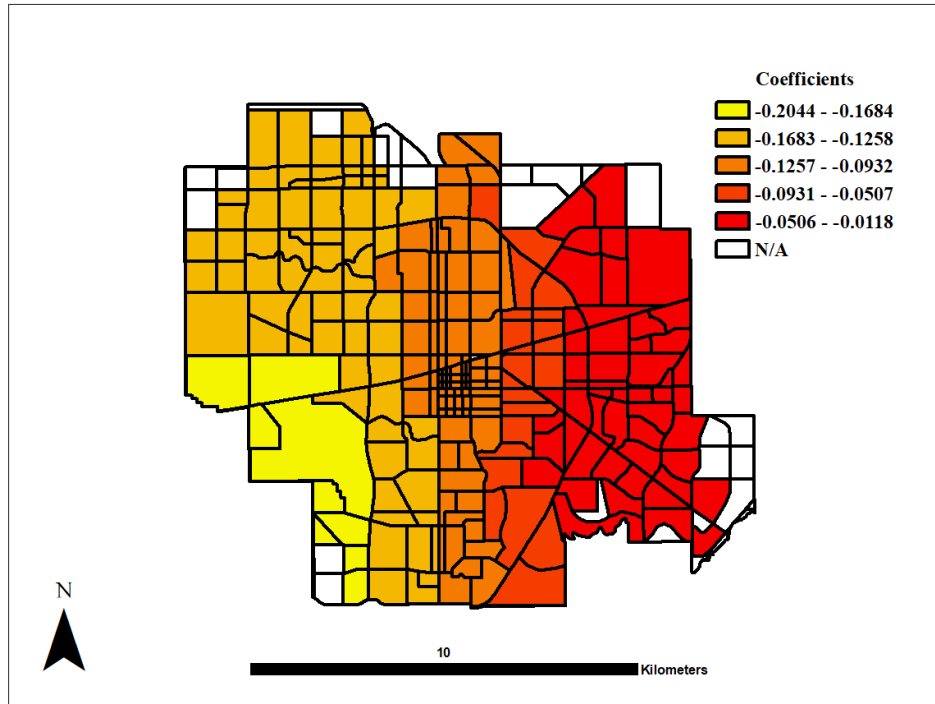 Coefficients
-0.2044 - -0.1684
-0.1683 - -0.1258
-0.1257 - -0.0932
-0.0931 - -0.0507
-0.0506 - -0.0118
N/A
N
10
Kilometers